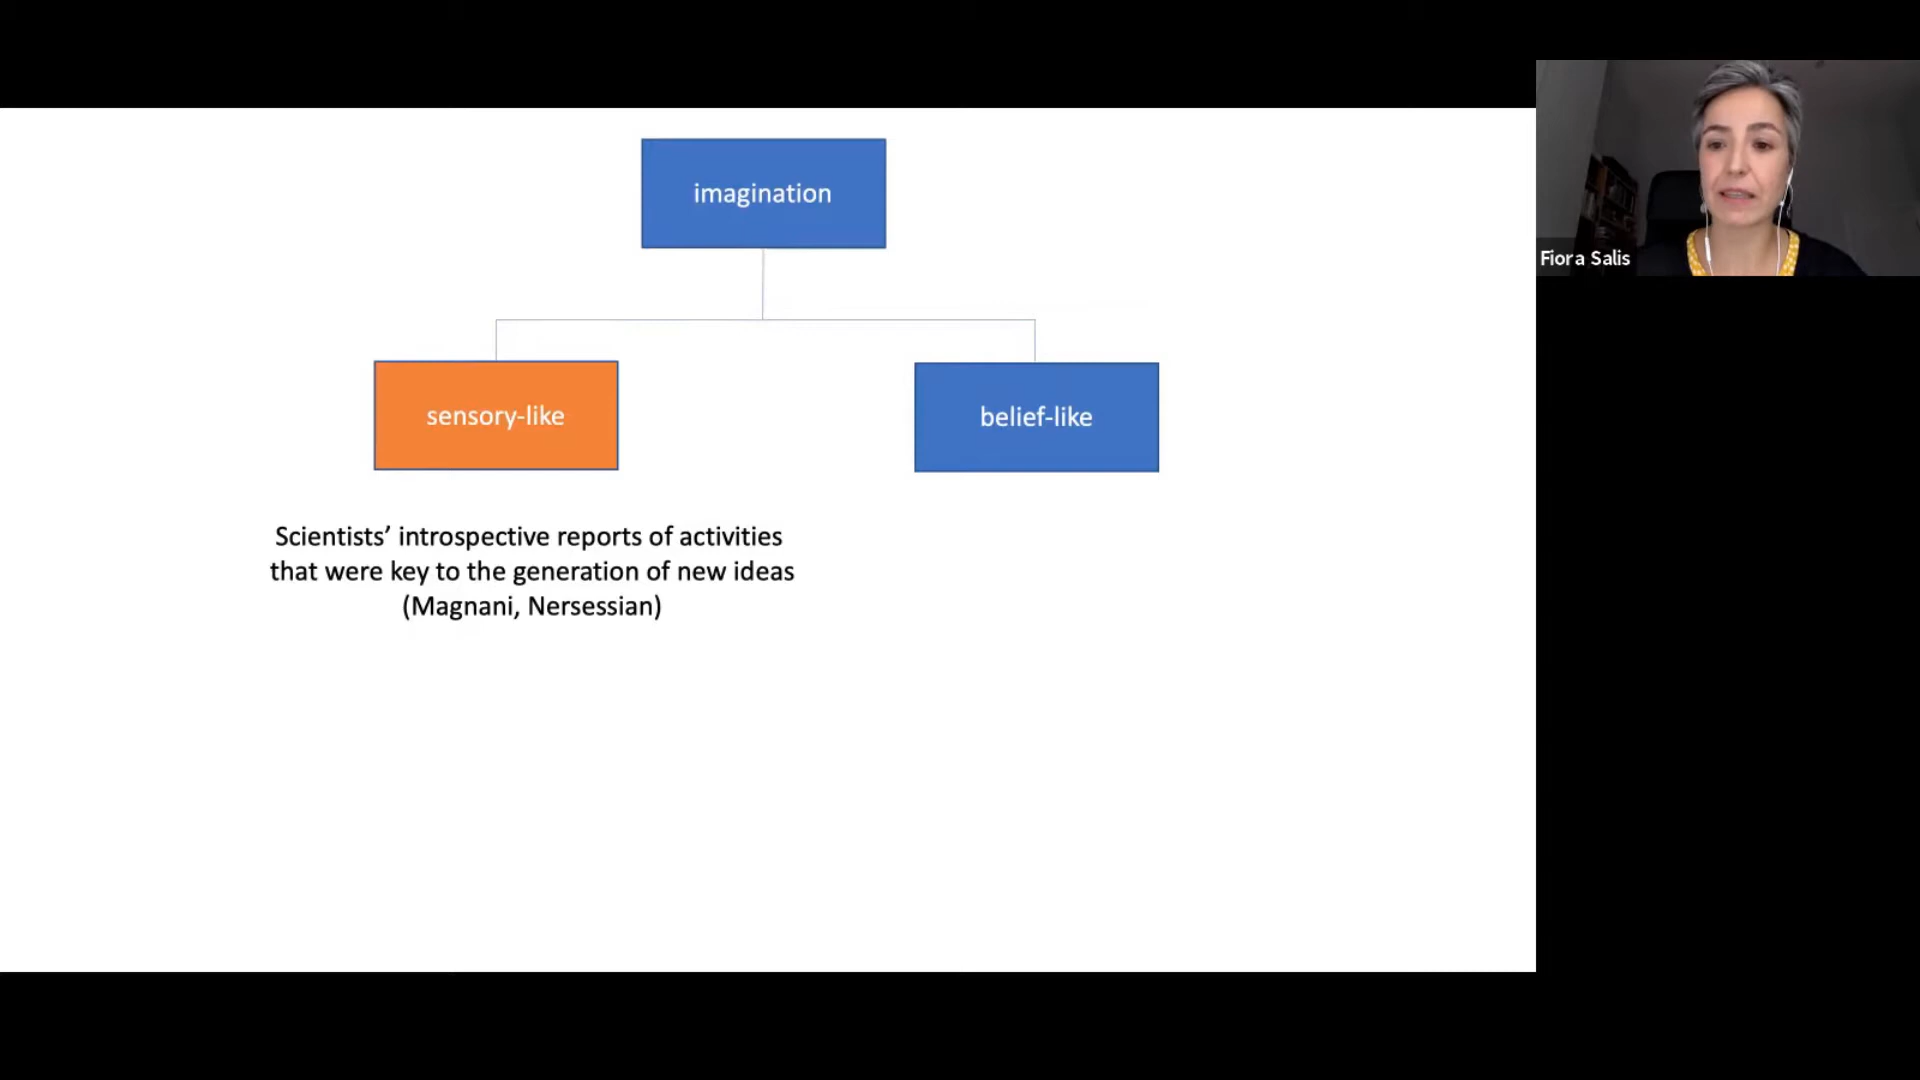 imagination
sensory-like
belief-like
Scientists’ introspective reports of activities
that were key to the generation of new ideas
(Magnani, Nersessian)
Fiora Salis